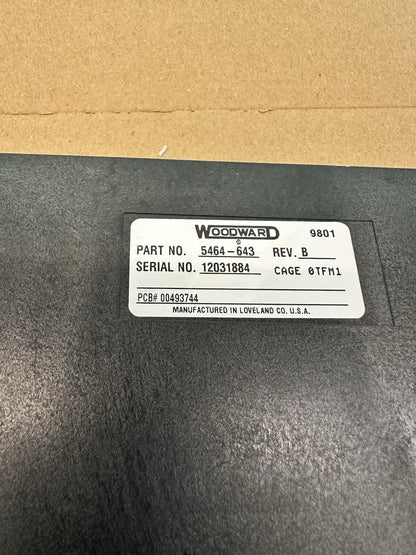 WOODWARD 9801
®
PART NO. 5464-643 REV. B
SERIAL NO. 12031884 CAGE 0TFM1
PCB# 00493744
MANUFACTURED IN LOVELAND CO. U.S.A.